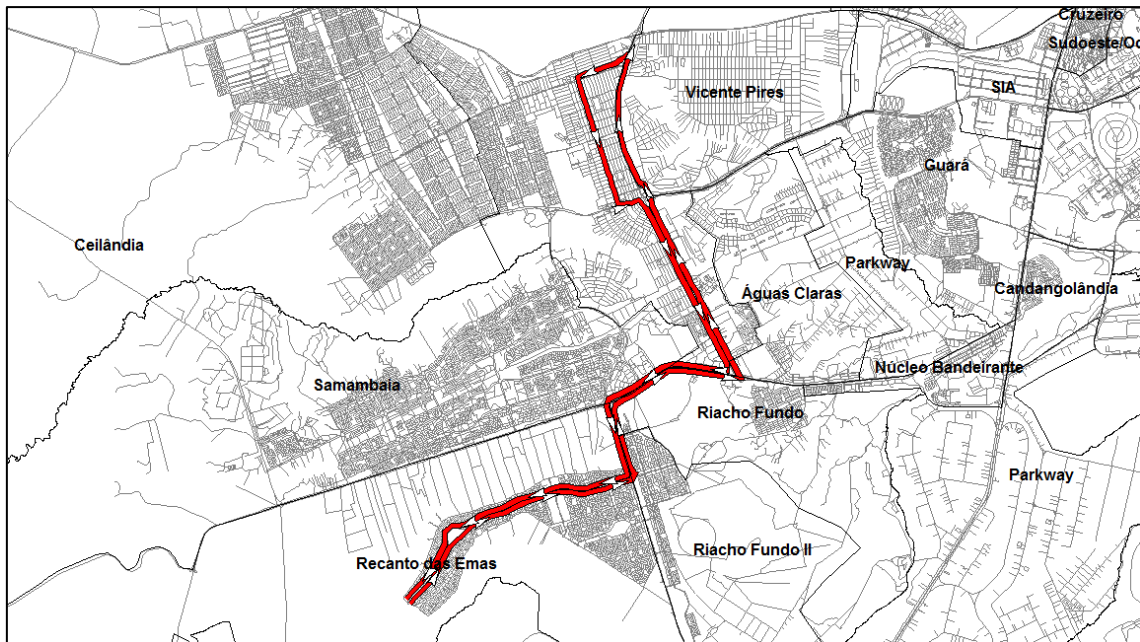 Cruzeiro
Sudoeste/Oc
Vicente Pires
SIA
Guará
Ceilândia
Parkway
Candangolândia
Águas Claras
Núcleo Bandeirante
Samambaia
Riacho Fundo
Parkway
Riacho Fundo II
Recanto das Emas